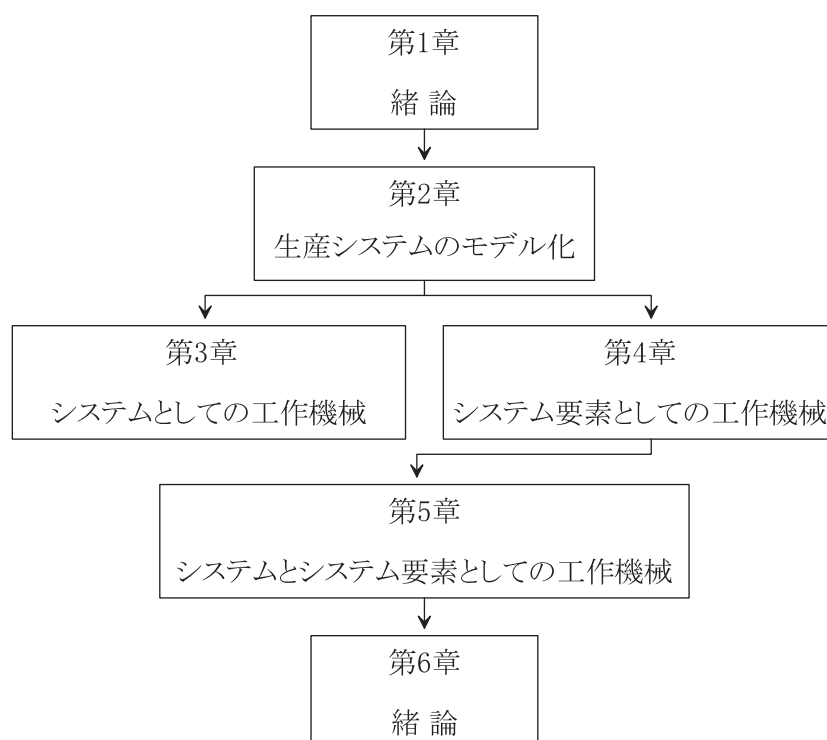 第1章
緒 論
第2章
生産システムのモデル化
第3章
システムとしての工作機械
第4章
システム要素としての工作機械
第5章
システムとシステム要素としての工作機械
第6章
緒 論